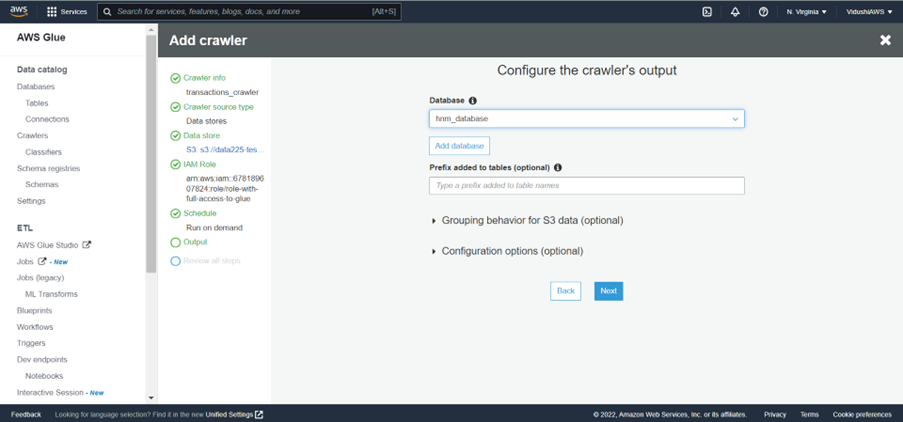 aws
Services
Search for services, features, blogs, docs, and more [Alt+S]
N. Virginia
VidushiAWS
AWS Glue
Data catalog
Databases
Tables
Connections
Crawlers
Classifiers
Schema registries
Schemas
Settings
ETL
AWS Glue Studio
Jobs - New
Jobs (legacy)
ML Transforms
Blueprints
Workflows
Triggers
Dev endpoints
Notebooks
Interactive Session - New
Add crawler
Crawler info
transactions_crawler
Crawler source type
Data stores
Data store
S3: s3://data225-tes...
IAM Role
arn:aws:iam::6781896
07824:role/role-with-
full-access-to-glue
Schedule
Run on demand
Output
Review all steps
Configure the crawler's output
Database
hnm_database
Add database
Prefix added to tables (optional)
Type a prefix added to table names
Grouping behavior for S3 data (optional)
Configuration options (optional)
Back
Next
Feedback
Looking for language selection? Find it in the new Unified Settings
© 2022, Amazon Web Services, Inc. or its affiliates.
Privacy
Terms
Cookie preferences